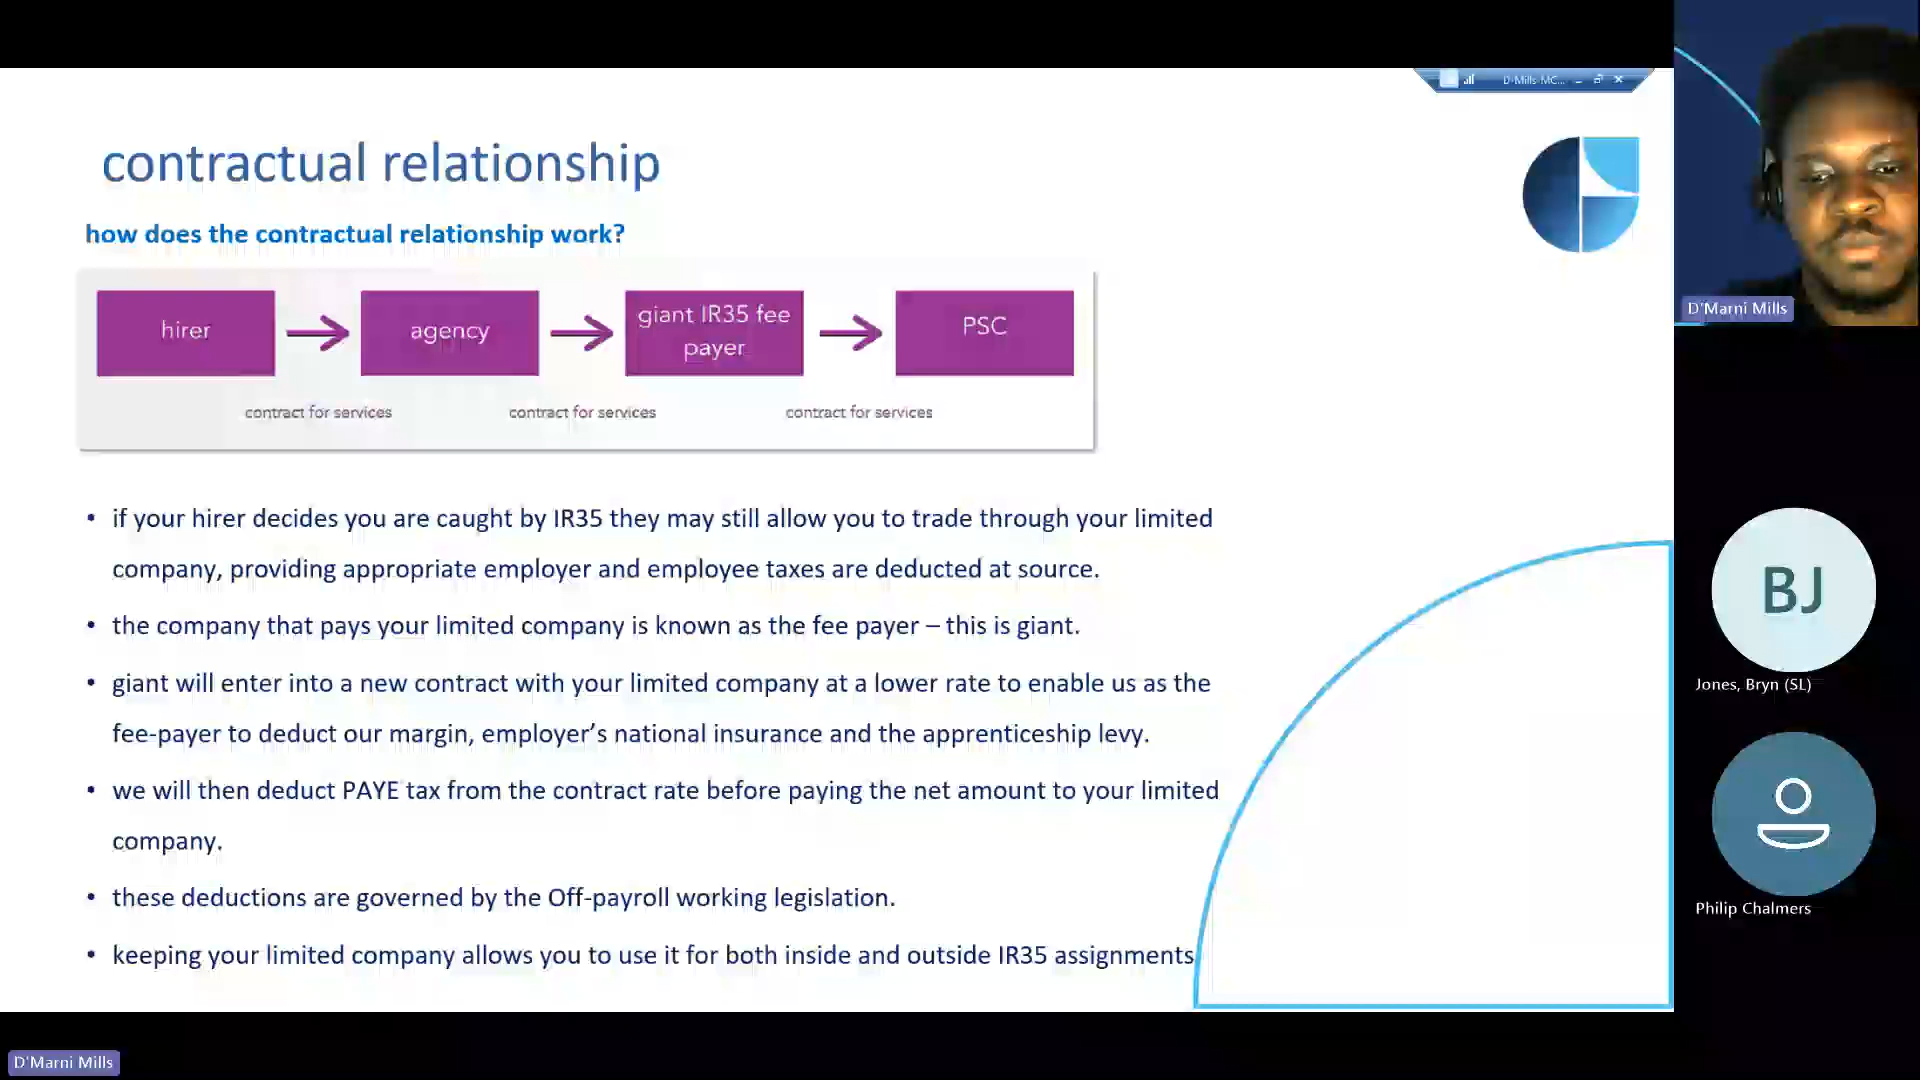 D-Mills-MC...
contractual relationship
how does the contractual relationship work?
hirer
agency
giant IR35 fee
payer
PSC
contract for services
contract for services
contract for services
• if your hirer decides you are caught by IR35 they may still allow you to trade through your limited
company, providing appropriate employer and employee taxes are deducted at source.
• the company that pays your limited company is known as the fee payer – this is giant.
• giant will enter into a new contract with your limited company at a lower rate to enable us as the
fee-payer to deduct our margin, employer’s national insurance and the apprenticeship levy.
• we will then deduct PAYE tax from the contract rate before paying the net amount to your limited
company.
• these deductions are governed by the Off-payroll working legislation.
• keeping your limited company allows you to use it for both inside and outside IR35 assignments
D'Marni Mills
BJ
Jones, Bryn (SL)
Philip Chalmers
D'Marni Mills